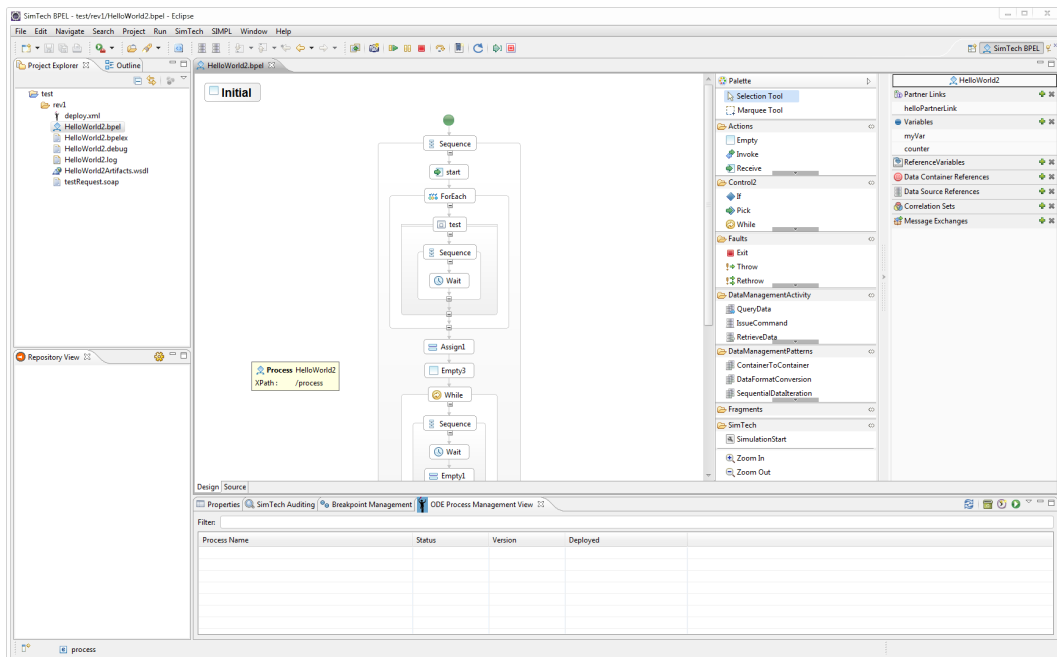 SimTech BPEL - test/rev1/HelloWorld2.bpel - Eclipse
File Edit Navigate Search Project Run SimTech SIMPL Window Help
SimTech BPEL
Project Explorer
Outline
test
rev1
deploy.xml
HelloWorld2.bpel
HelloWorld2.bpelex
HelloWorld2.debug
HelloWorld2.log
HelloWorld2Artifacts.wsdl
testRequest.soap
Repository View
HelloWorld2.bpel
Initial
Sequence
start
ForEach
test
Sequence
Wait
Assign1
Empty3
While
Sequence
Wait
Empty1
Process HelloWorld2
XPath : /process
Design Source
Palette
Selection Tool
Marquee Tool
Actions
Empty
Invoke
Receive
Control2
If
Pick
While
Faults
Exit
Throw
Rethrow
DataManagementActivity
QueryData
IssueCommand
RetrieveData
DataManagementPatterns
ContainerToContainer
DataFormatConversion
SequentialDataIteration
Fragments
SimTech
SimulationStart
Zoom In
Zoom Out
HelloWorld2
Partner Links
helloPartnerLink
Variables
myVar
counter
ReferenceVariables
Data Container References
Data Source References
Correlation Sets
Message Exchanges
Properties SimTech Auditing Breakpoint Management ODE Process Management View
Filter:
Process Name Status Version Deployed
process